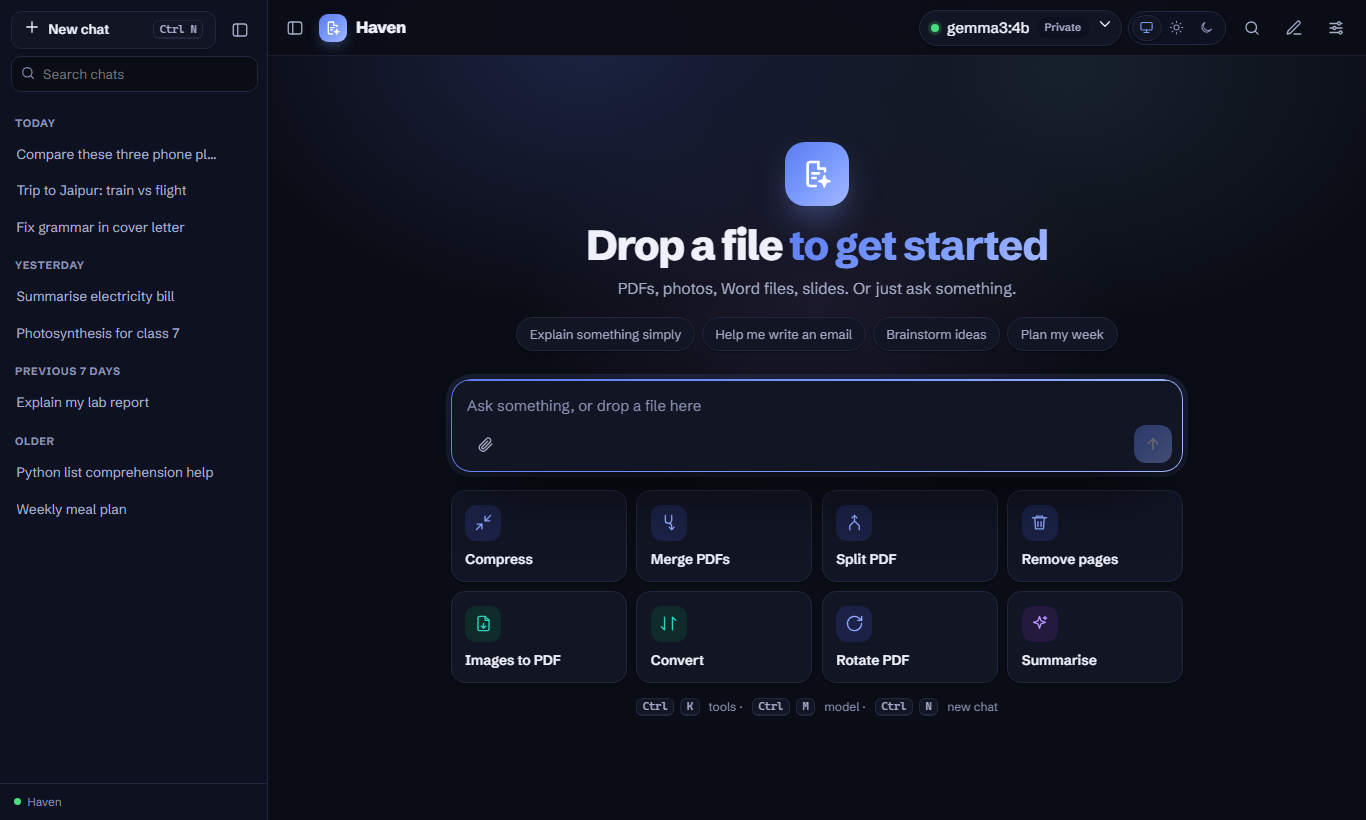 New chat Ctrl N
Search chats
TODAY
Compare these three phone pl...
Trip to Jaipur: train vs flight
Fix grammar in cover letter
YESTERDAY
Summarise electricity bill
Photosynthesis for class 7
PREVIOUS 7 DAYS
Explain my lab report
OLDER
Python list comprehension help
Weekly meal plan
Haven
Haven
gemma3:4b Private
Drop a file to get started
PDFs, photos, Word files, slides. Or just ask something.
Explain something simply Help me write an email Brainstorm ideas Plan my week
Ask something, or drop a file here
Compress Merge PDFs Split PDF Remove pages
Images to PDF Convert Rotate PDF Summarise
Ctrl K tools · Ctrl M model · Ctrl N new chat